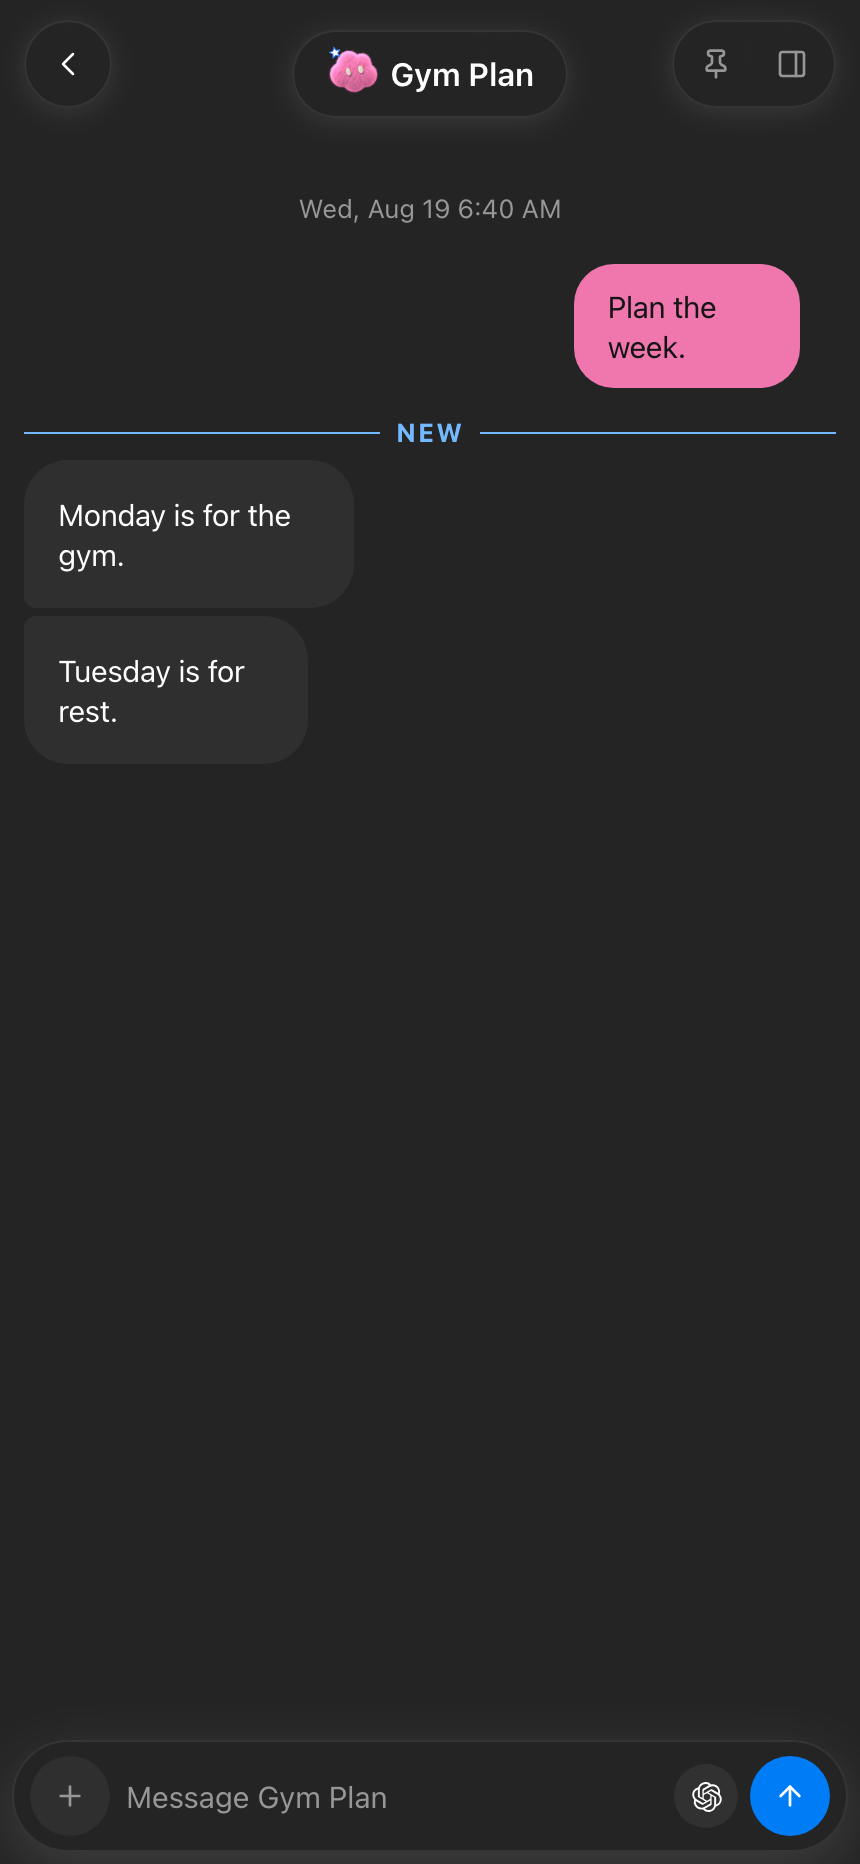 Gym Plan
Wed, Aug 19 6:40 AM
Plan the
week.
NEW
Monday is for the
gym.
Tuesday is for
rest.
Message Gym Plan